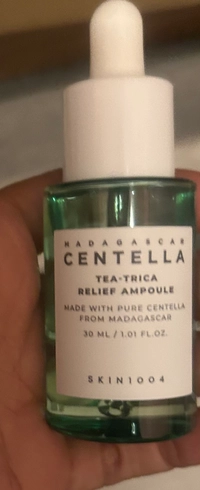 MADAGASCAR
CENTELLA
TEA-TRICA
RELIEF AMPOULE
MADE WITH PURE CENTELLA
FROM MADAGASCAR
30 ML / 1.01 FL.OZ.
SKIN1004